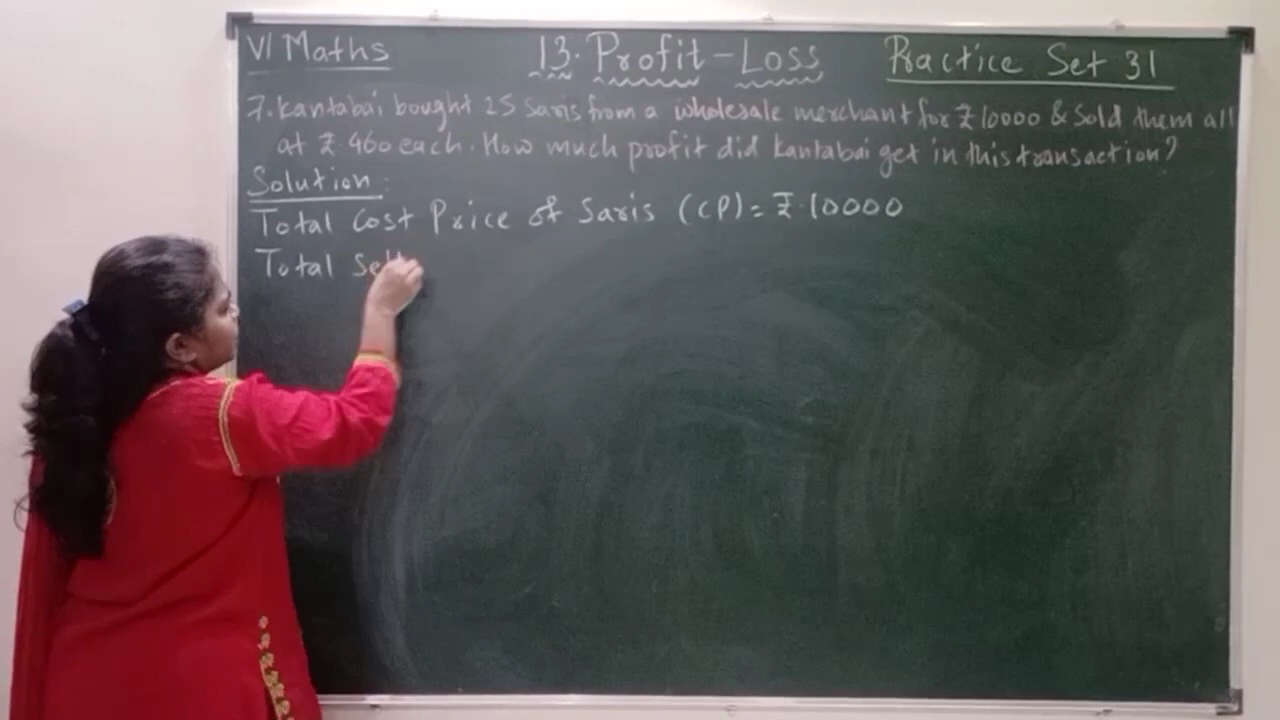 VI Maths 13. Profit - Loss Practice Set 31
7. Kantabai bought 25 Saris from a wholesale merchant for ₹10000 & Sold them all
at ₹.460 each. How much profit did Kantabai get in this transaction?
Solution:
Total Cost Price of Saris (CP) = ₹.10000
Total Sell